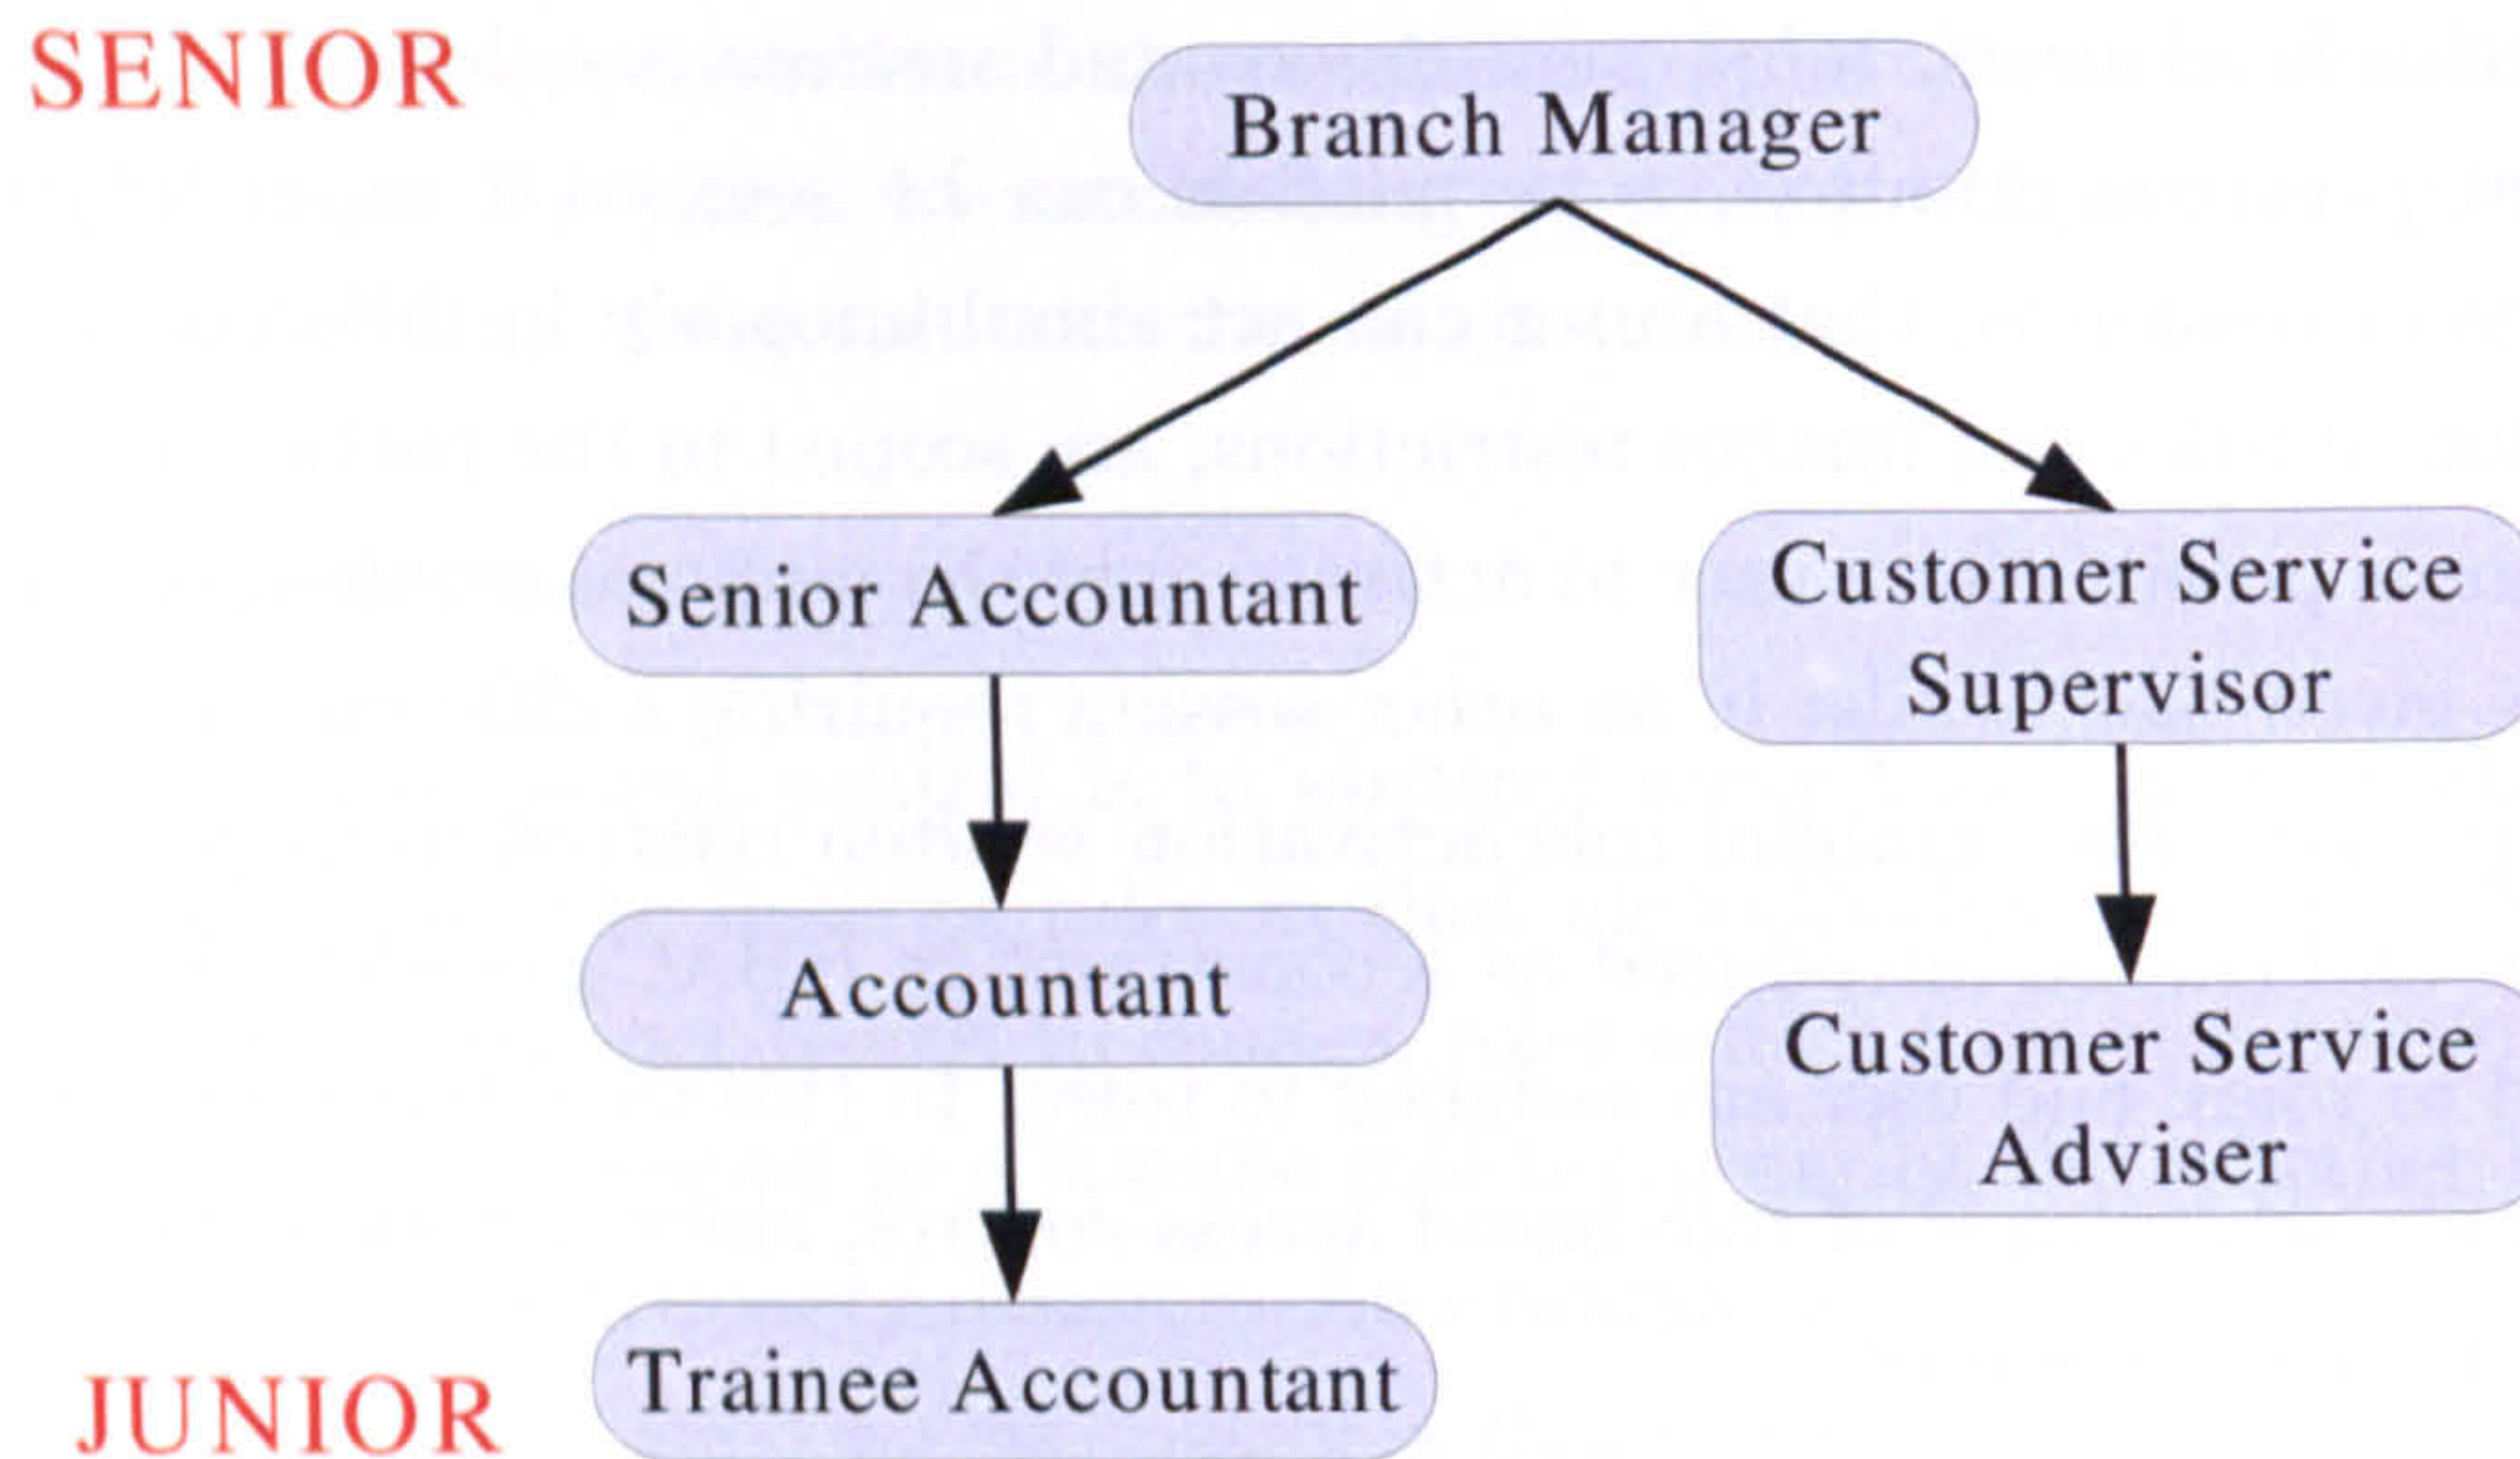 SENIOR
Branch Manager
Senior Accountant
Customer Service
Supervisor
Accountant
Customer Service
Adviser
Trainee Accountant
JUNIOR